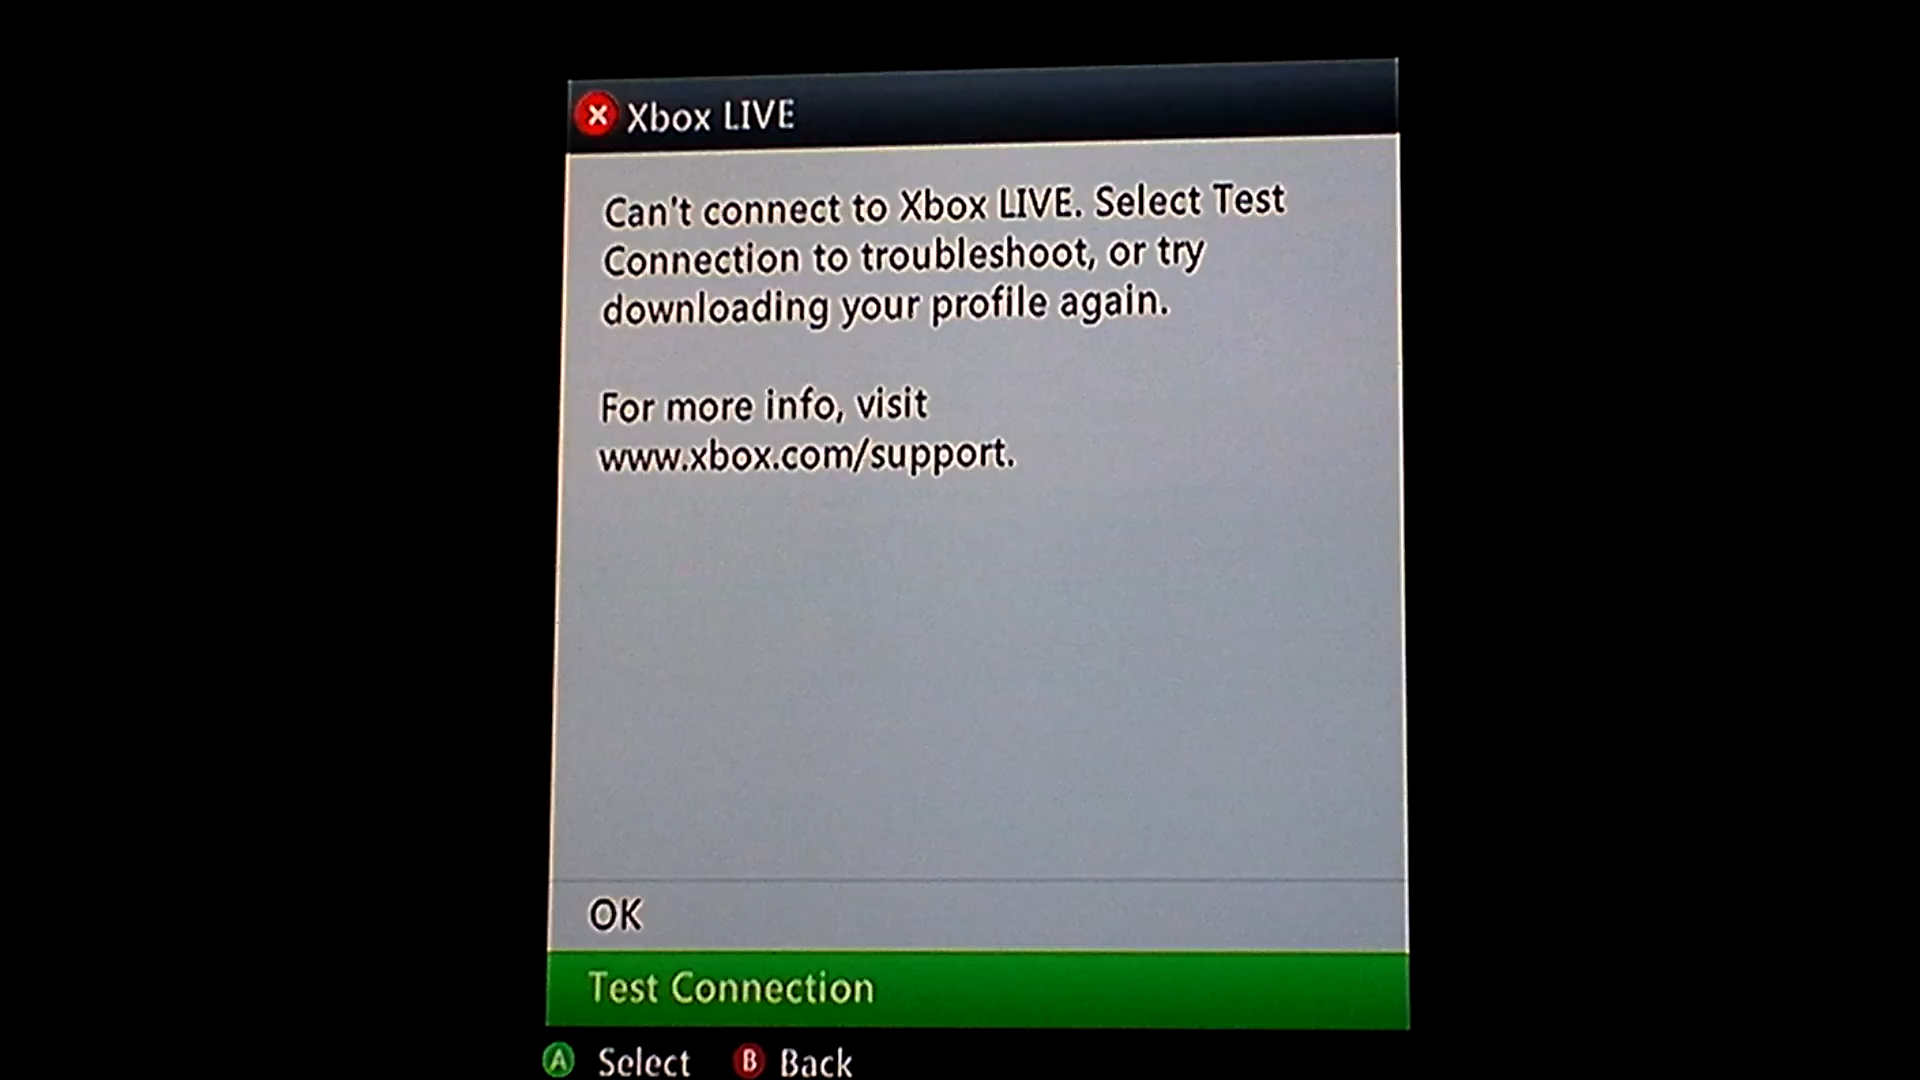 Xbox LIVE
Can't connect to Xbox LIVE. Select Test
Connection to troubleshoot, or try
downloading your profile again.
For more info, visit
www.xbox.com/support.
OK
Test Connection
A Select B Back